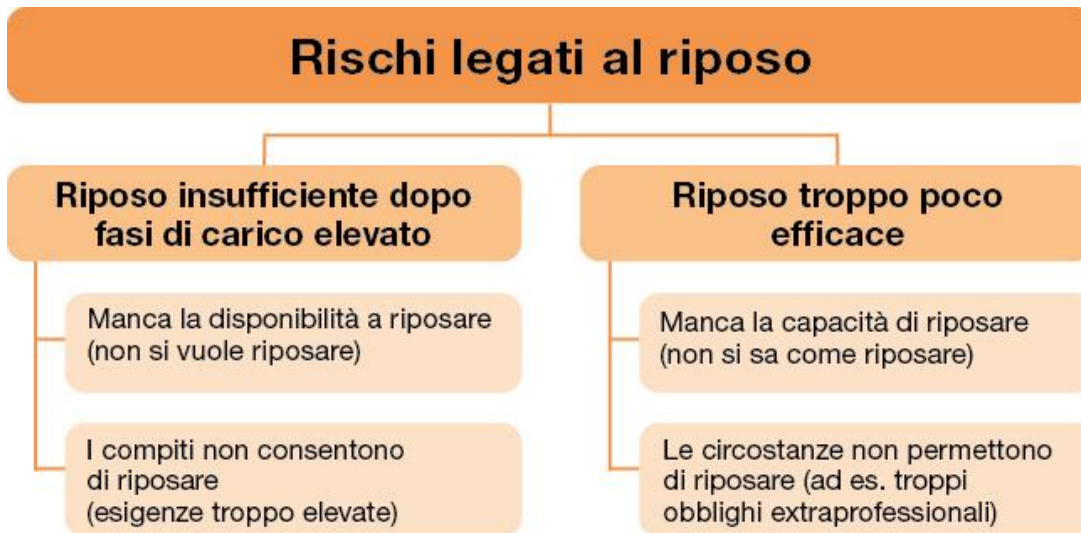 Rischi legati al riposo
Riposo insufficiente dopo
fasi di carico elevato
Manca la disponibilità a riposare
(non si vuole riposare)
I compiti non consentono
di riposare
(esigenze troppo elevate)
Riposo troppo poco
efficace
Manca la capacità di riposare
(non si sa come riposare)
Le circostanze non permettono
di riposare (ad es. troppi
obblighi extraprofessionali)